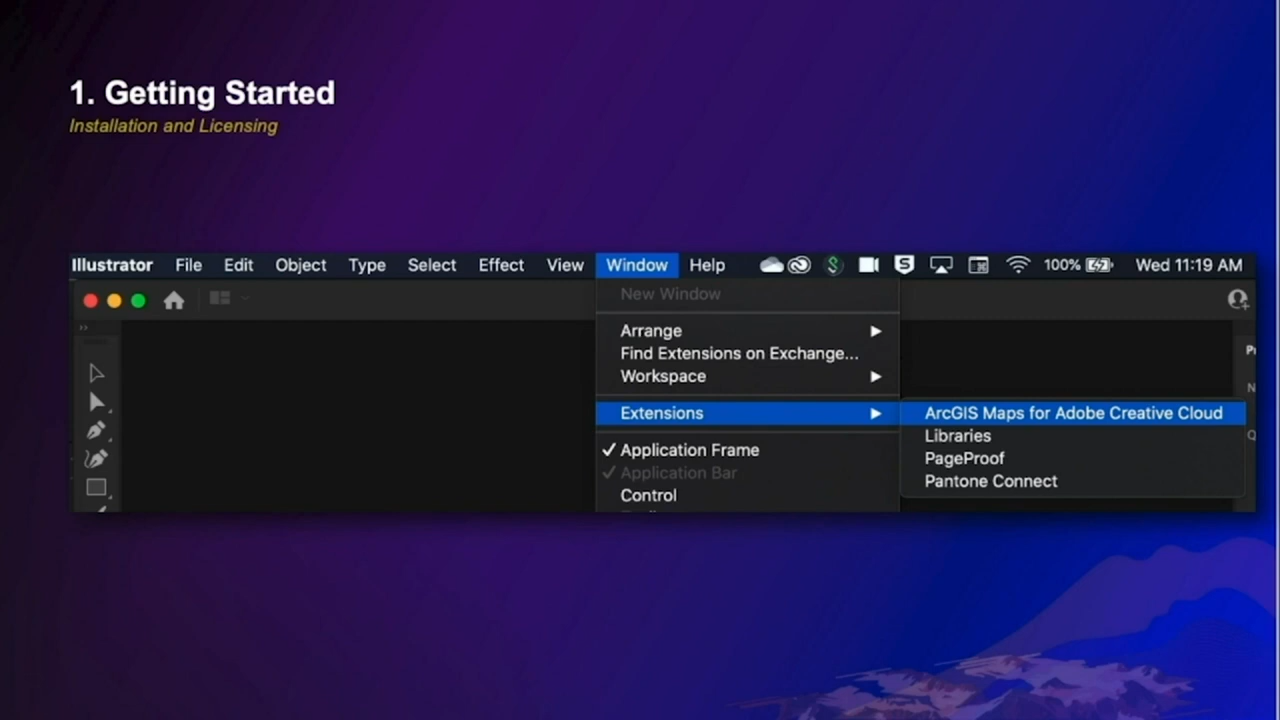 1. Getting Started
Installation and Licensing
Illustrator File Edit Object Type Select Effect View Window Help 100% Wed 11:19 AM
New Window
Arrange
Find Extensions on Exchange...
Workspace
Extensions
ArcGIS Maps for Adobe Creative Cloud
Libraries
PageProof
Pantone Connect
Application Frame
Application Bar
Control